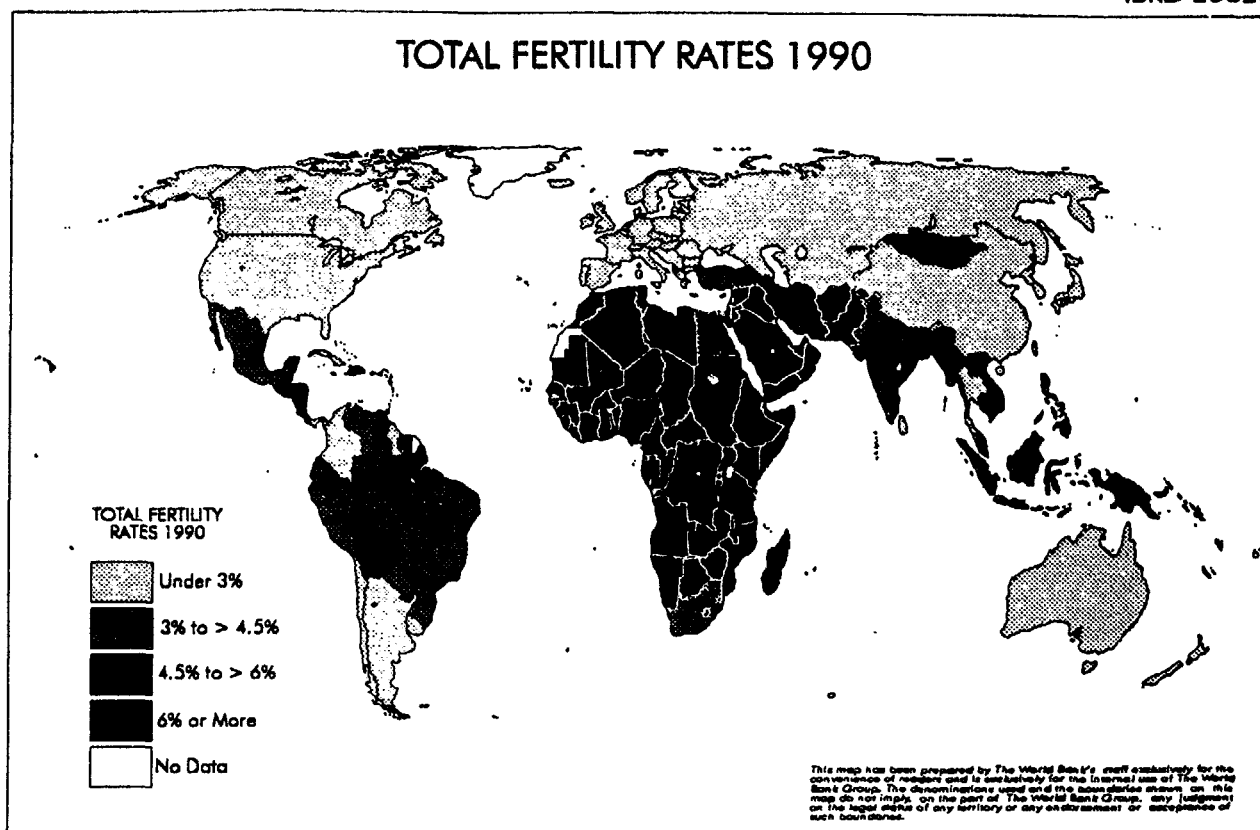 TOTAL FERTILITY RATES 1990
TOTAL FERTILITY
RATES 1990
Under 3%
3% to > 4.5%
4.5% to > 6%
6% or More
No Data
This map has been prepared by The World Bank's staff exclusively for the
convenience of readers and is exclusively for the internal use of The World
Bank Group. The denominations used and the boundaries shown on this
map do not imply, on the part of The World Bank Group, any judgment
on the legal status of any territory or any endorsement or acceptance of
such boundaries.